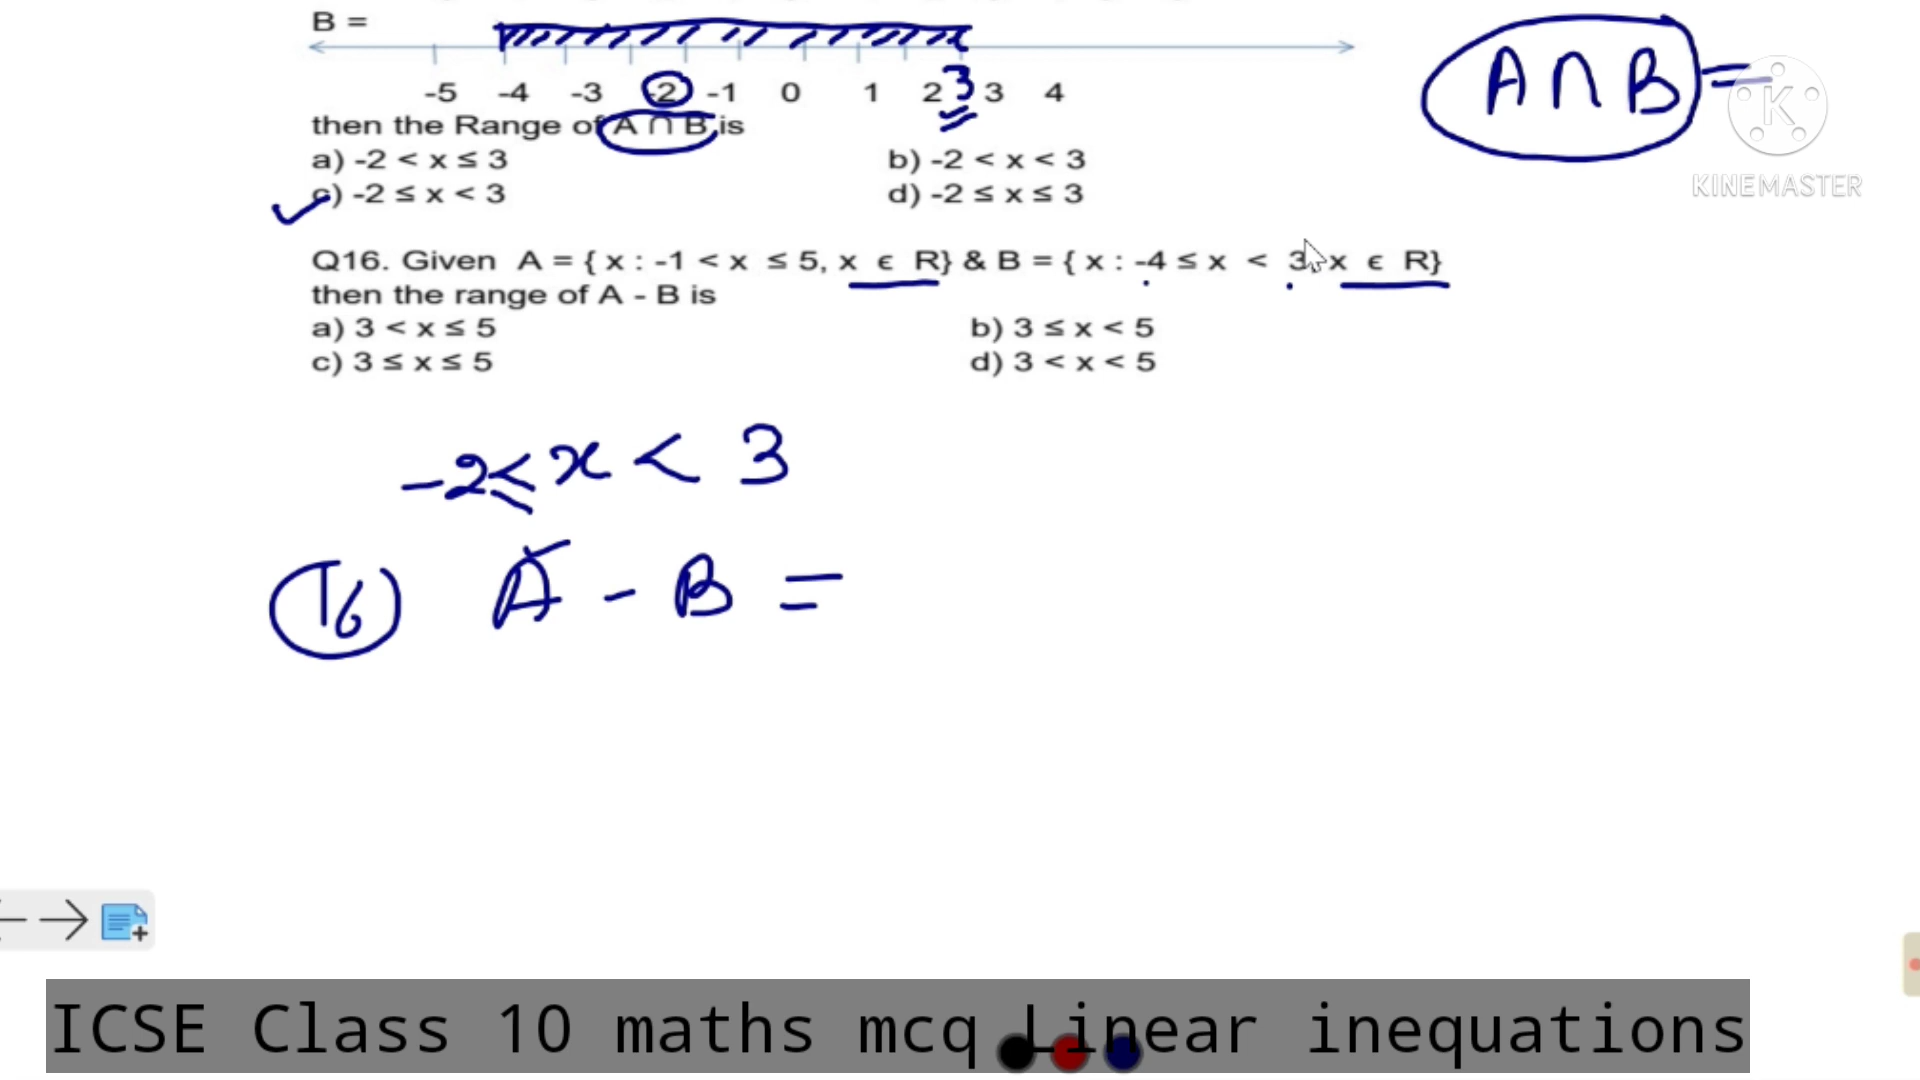 B =
A ∩ B =
-5 -4 -3 -2 -1 0 1 2 3 3 4
then the Range of A ∩ B is
a) -2 < x ≤ 3 b) -2 < x < 3
c) -2 ≤ x < 3 d) -2 ≤ x ≤ 3
KINEMASTER
Q16. Given A = { x : -1 < x ≤ 5, x ϵ R} & B = { x : -4 ≤ x < 3, x ϵ R}
then the range of A - B is
a) 3 < x ≤ 5 b) 3 ≤ x < 5
c) 3 ≤ x ≤ 5 d) 3 < x < 5
-2 ≤ x < 3
16 A - B =
ICSE Class 10 maths mcq Linear inequations